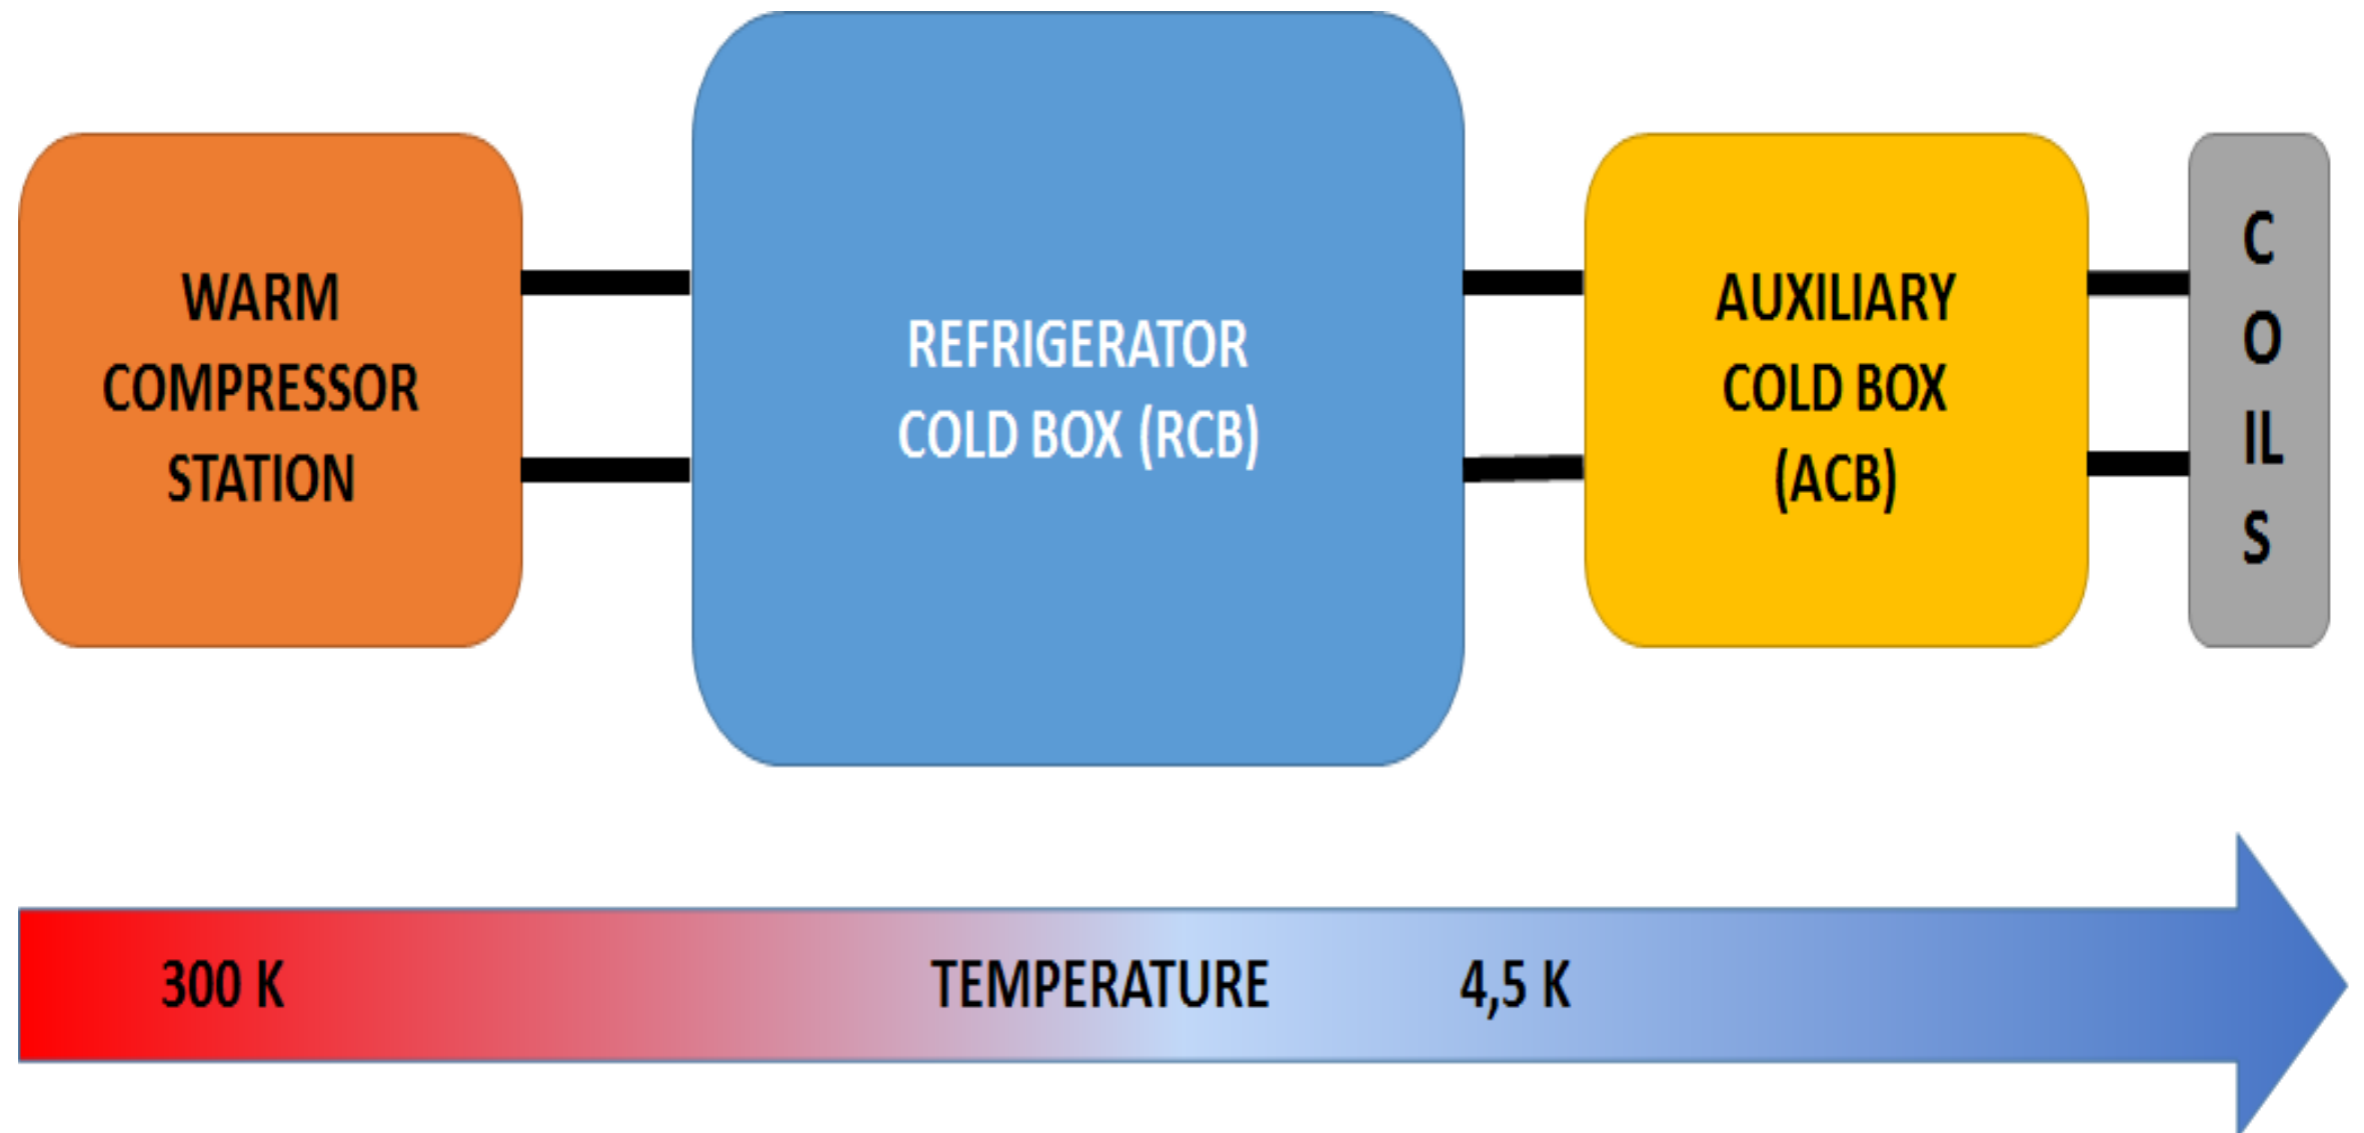 WARM
COMPRESSOR
STATION
REFRIGERATOR
COLD BOX (RCB)
AUXILIARY
COLD BOX
(ACB)
C
O
IL
S
300 K
TEMPERATURE
4,5 K